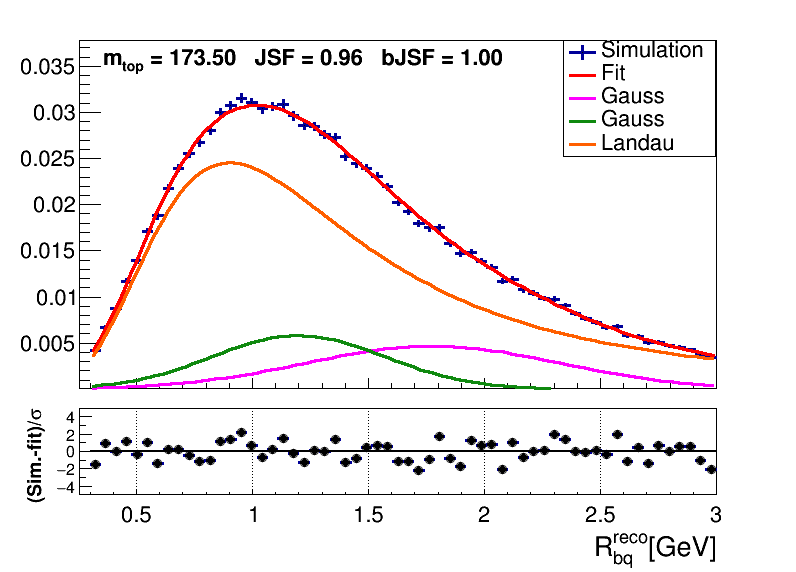 m_top = 173.50 JSF = 0.96 bJSF = 1.00
Simulation
Fit
Gauss
Gauss
Landau
0.035
0.03
0.025
0.02
0.015
0.01
0.005
(Sim.-fit)/σ
4
2
0
−2
−4
0.5 1 1.5 2 2.5 3
R_bq^reco[GeV]